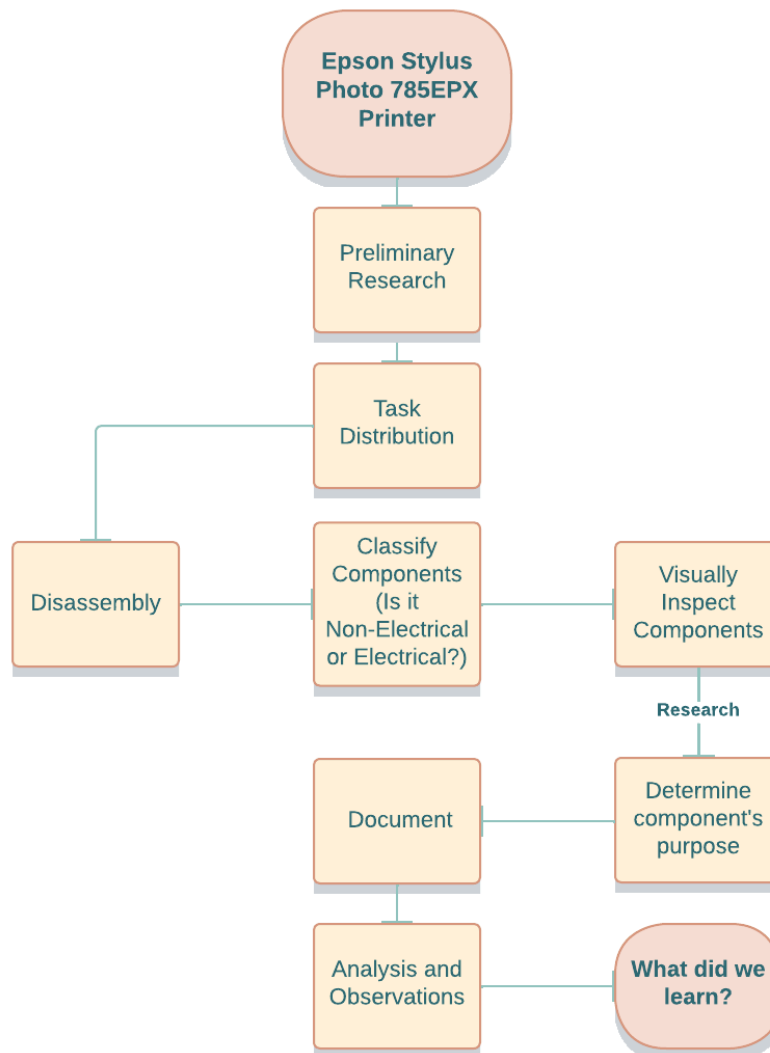 Epson Stylus
Photo 785EPX
Printer
Preliminary
Research
Task
Distribution
Disassembly
Classify
Components
(Is it
Non-Electrical
or Electrical?)
Visually
Inspect
Components
Research
Determine
component's
purpose
Document
Analysis and
Observations
What did we
learn?